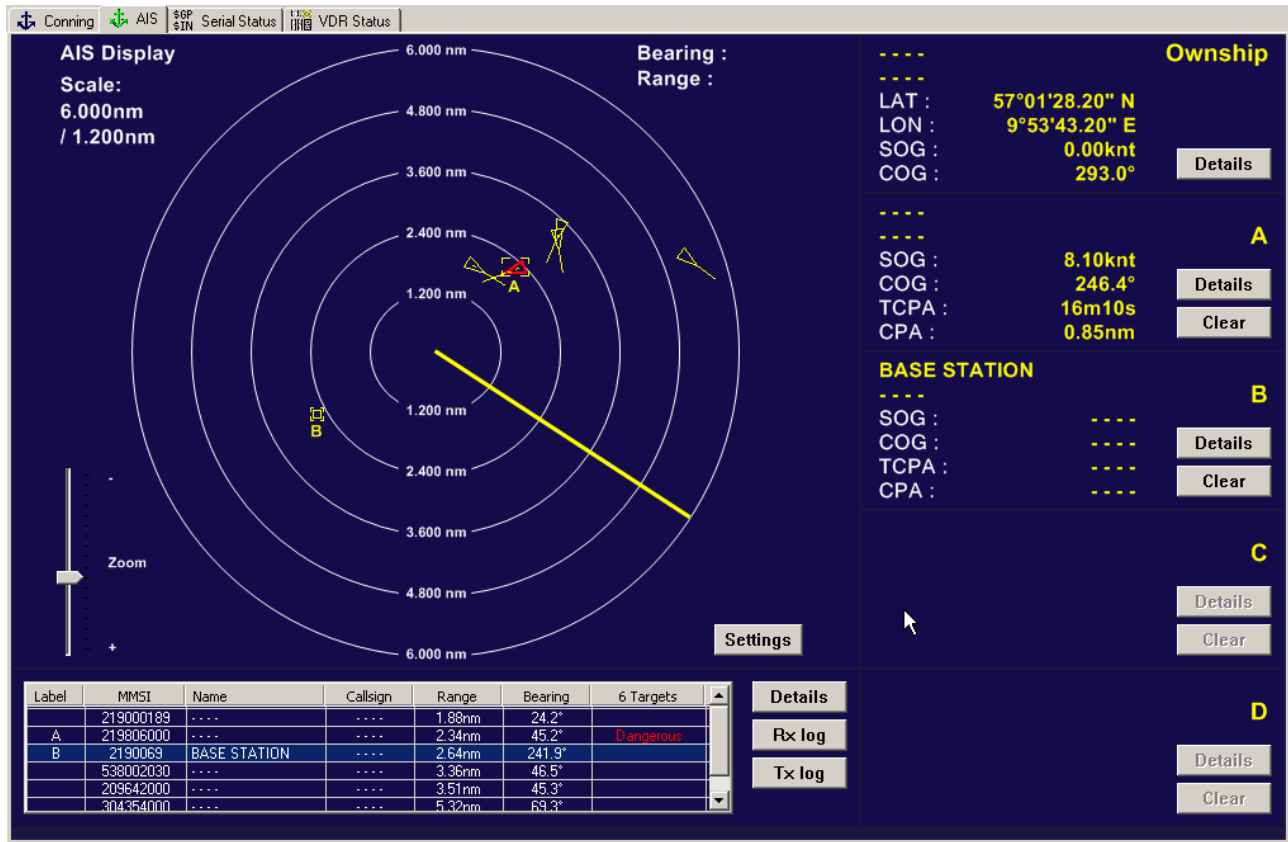 Conning AIS $GP $IN Serial Status VDR Status
AIS Display
Scale:
6.000nm
/ 1.200nm
Bearing :
Range :
6.000 nm
4.800 nm
3.600 nm
2.400 nm
1.200 nm
A
B
1.200 nm
2.400 nm
3.600 nm
4.800 nm
6.000 nm
-
Zoom
+
Settings
- - - - Ownship
- - - -
LAT : 57°01'28.20" N
LON : 9°53'43.20" E
SOG : 0.00knt
COG : 293.0°
Details
- - - -
- - - - A
SOG : 8.10knt
COG : 246.4°
TCPA : 16m10s
CPA : 0.85nm
Details
Clear
BASE STATION
- - - - B
SOG : - - - -
COG : - - - -
TCPA : - - - -
CPA : - - - -
Details
Clear
C
Details
Clear
D
Details
Clear
Label MMSI Name Callsign Range Bearing 6 Targets
219000189 - - - - - - - - 1.88nm 24.2°
A 219806000 - - - - - - - - 2.34nm 45.2° Dangerous
B 2190069 BASE STATION - - - - 2.64nm 241.9°
538002030 - - - - - - - - 3.36nm 46.5°
209642000 - - - - - - - - 3.51nm 45.3°
304354000 - - - - - - - - 5.32nm 69.3°
Details
Rx log
Tx log